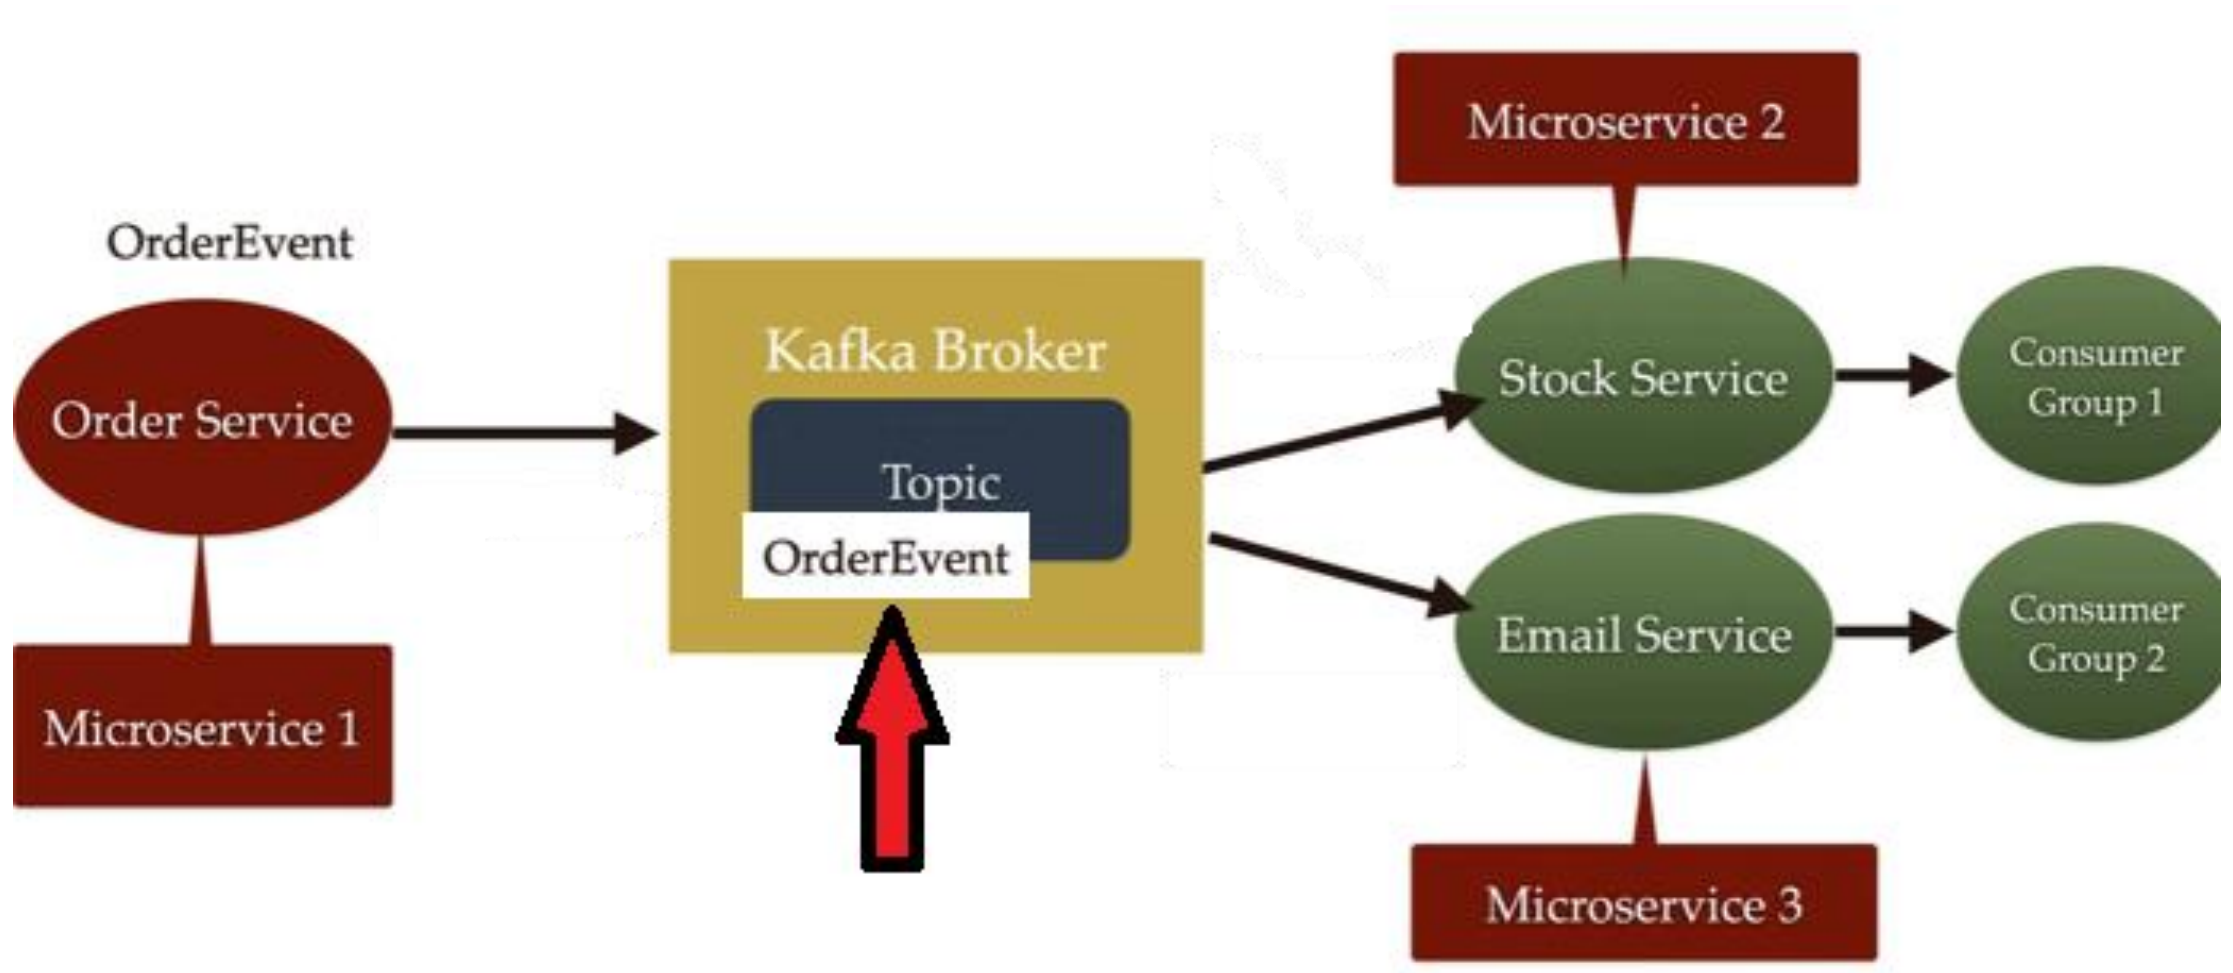 Microservice 2
OrderEvent
Kafka Broker
Order Service
Topic
OrderEvent
Stock Service
Consumer
Group 1
Email Service
Consumer
Group 2
Microservice 1
Microservice 3